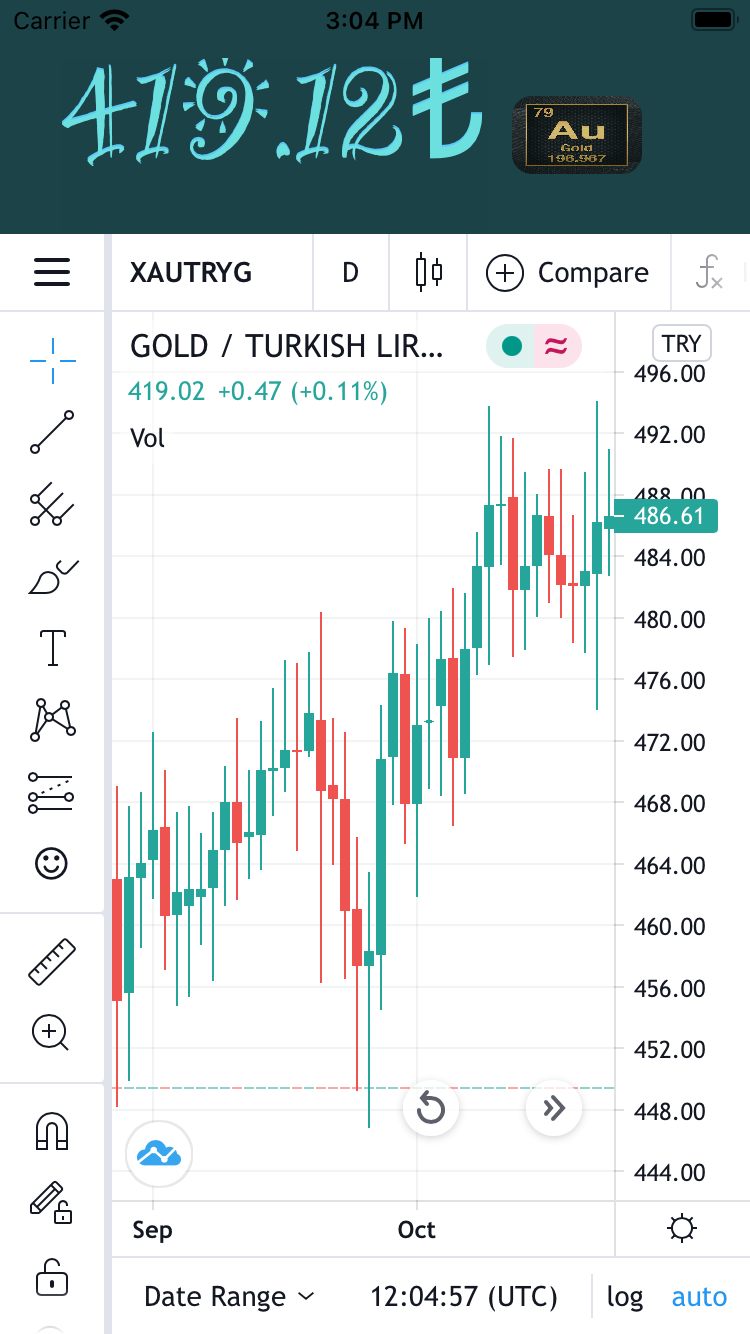 Carrier 3:04 PM
419.12₺
79
Au
Gold
196.967
XAUTRYG D Compare fx
GOLD / TURKISH LIR... TRY
419.02 +0.47 (+0.11%)
Vol
496.00
492.00
488.00
486.61
484.00
480.00
476.00
472.00
468.00
464.00
460.00
456.00
452.00
448.00
444.00
Sep Oct
Date Range 12:04:57 (UTC) log auto